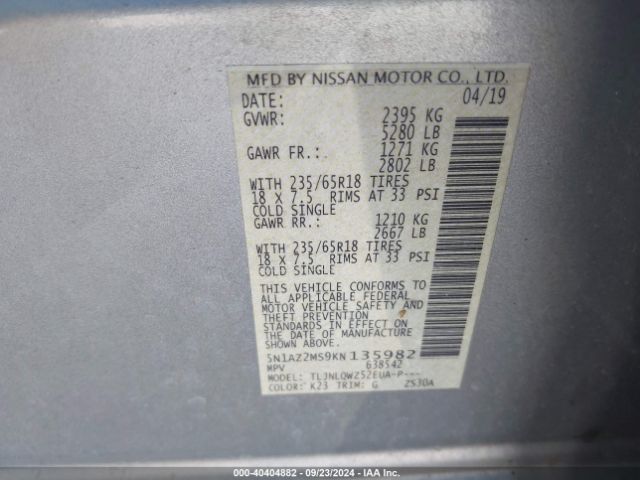 MFD BY NISSAN MOTOR CO., LTD.
DATE: 04/19
GVWR: 2395 KG
5280 LB
GAWR FR.: 1271 KG
2802 LB
WITH 235/65R18 TIRES
18 X 7.5 RIMS AT 33 PSI
COLD SINGLE
GAWR RR.: 1210 KG
2667 LB
WITH 235/65R18 TIRES
18 X 7.5 RIMS AT 33 PSI
COLD SINGLE
THIS VEHICLE CONFORMS TO
ALL APPLICABLE FEDERAL
MOTOR VEHICLE SAFETY AND
THEFT PREVENTION
STANDARDS IN EFFECT ON
THE DATE OF MANUFACTURE
SHOWN ABOVE.
5N1AZ2MS9KN135982
MPV 638542
MODEL: TLJNLQWZ52EUA-P---
COLOR: K23 TRIM: G ZS30A
000-40404882 - 09/23/2024 - IAA Inc.